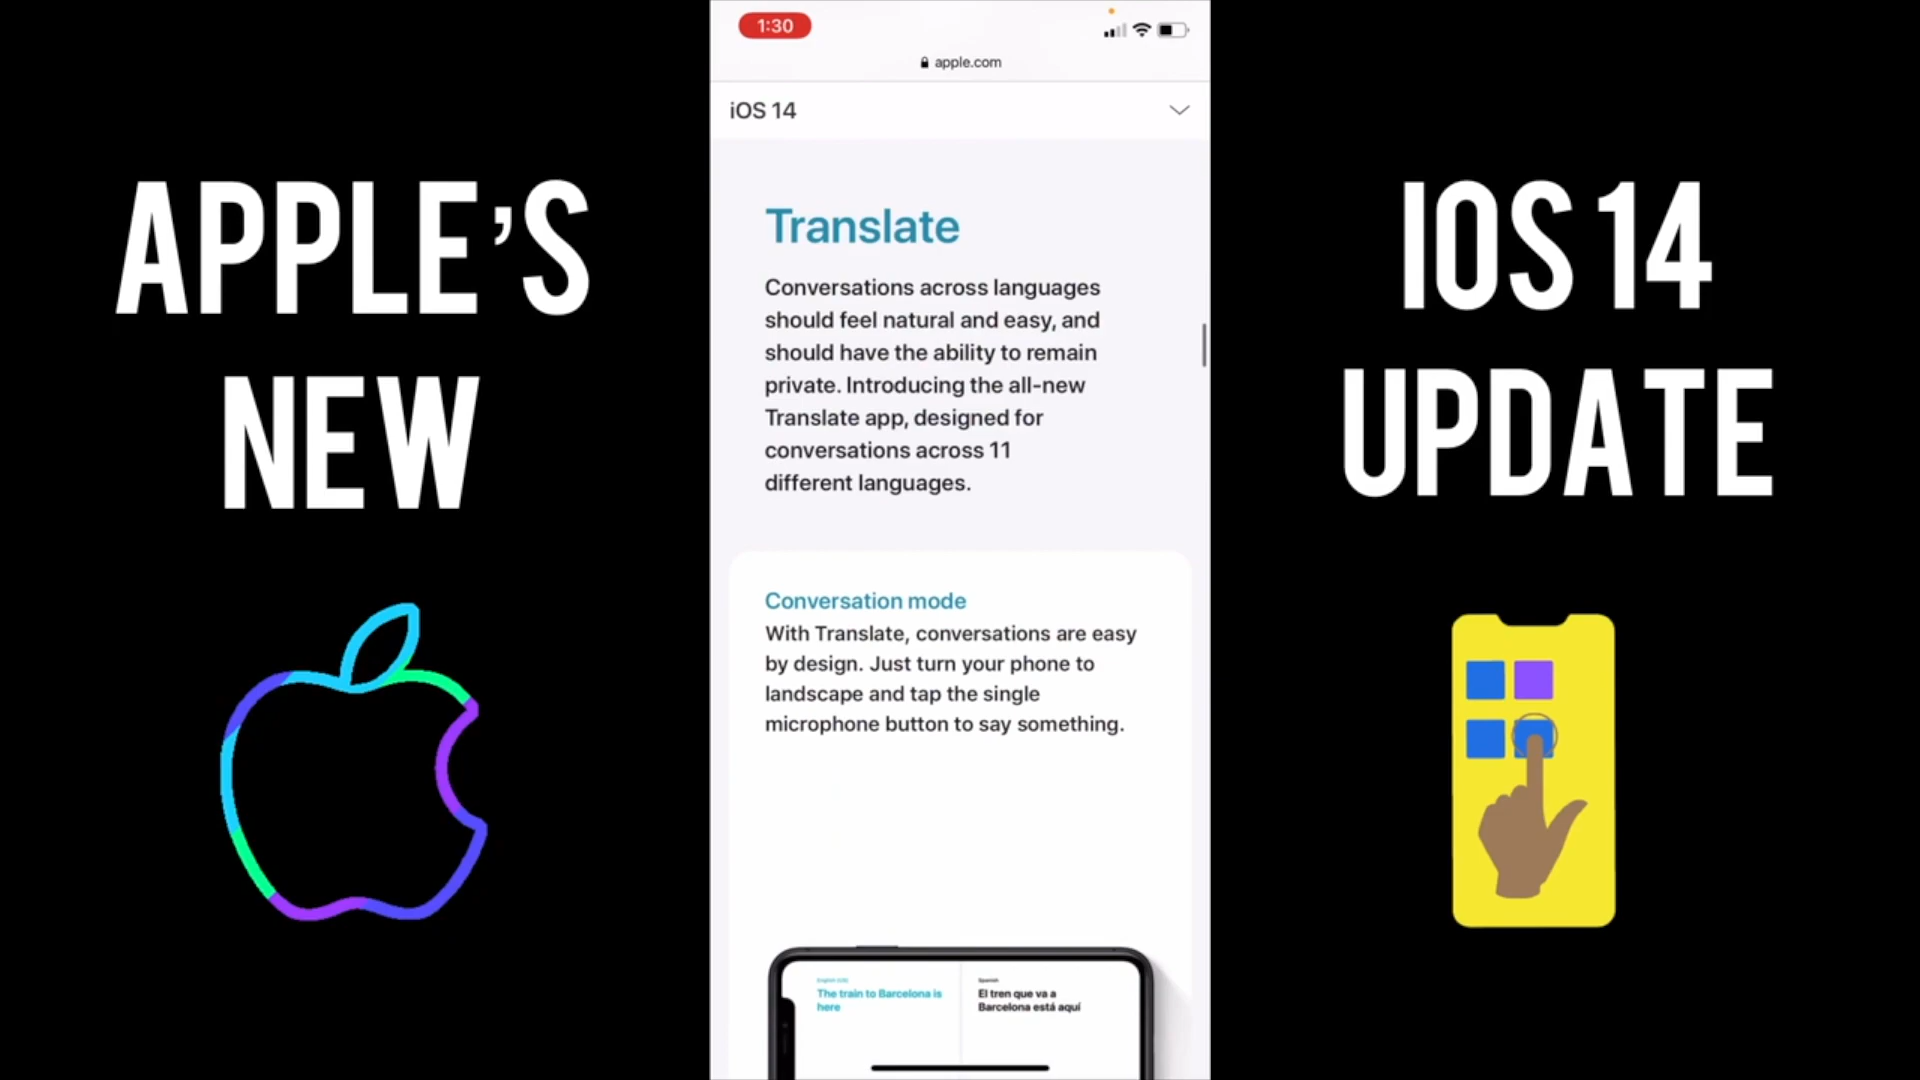 APPLE'S
NEW
1:30
apple.com
iOS 14
Translate
Conversations across languages
should feel natural and easy, and
should have the ability to remain
private. Introducing the all-new
Translate app, designed for
conversations across 11
different languages.
Conversation mode
With Translate, conversations are easy
by design. Just turn your phone to
landscape and tap the single
microphone button to say something.
English (US)
The train to Barcelona is
here
Spanish
El tren que va a
Barcelona está aquí
IOS 14
UPDATE